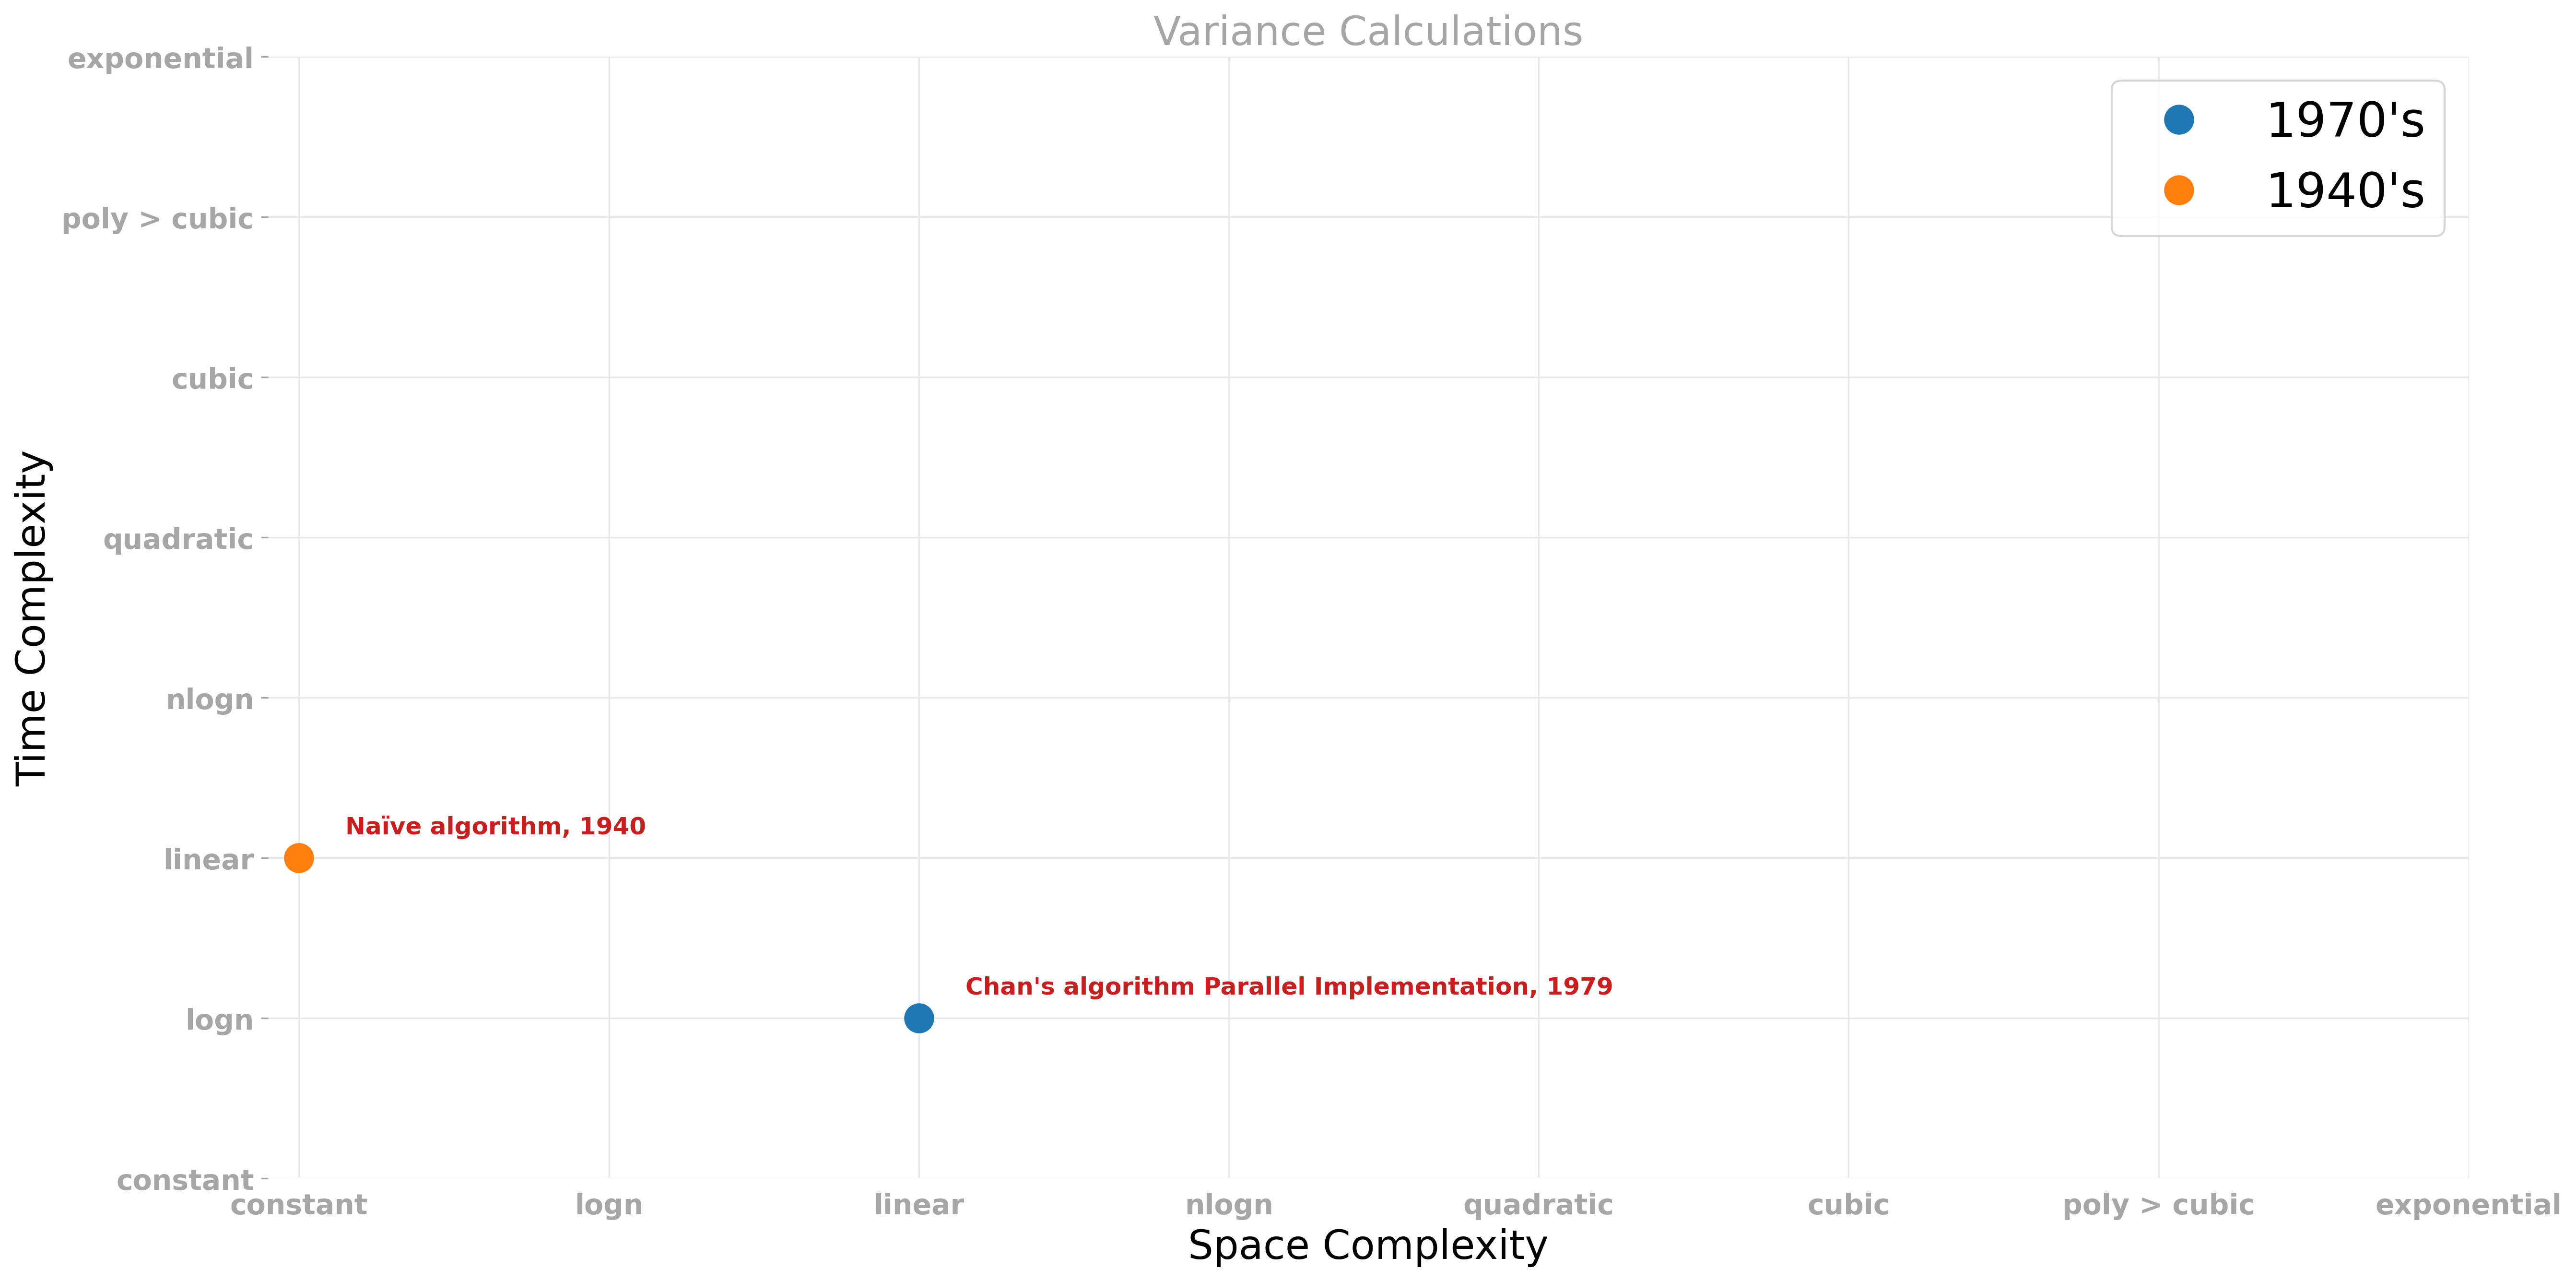 Variance Calculations
exponential
poly > cubic
cubic
quadratic
nlogn
linear
logn
constant
Time Complexity
1970's
1940's
Naïve algorithm, 1940
Chan's algorithm Parallel Implementation, 1979
constant
logn
linear
nlogn
quadratic
cubic
poly > cubic
exponential
Space Complexity